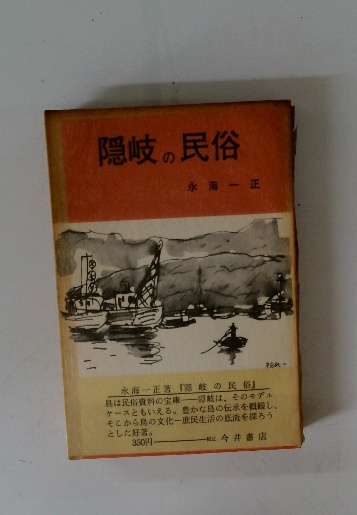 隠岐の民俗
永海一正
永海一正著『隠岐の民俗』
島は民俗資料の宝庫――隠岐は、そのモデル
ケースともいえる。豊かな島の伝承を概観し、
そこから島の文化―庶民生活の底流を探ろう
とした好著。
350円――松江 今井書店